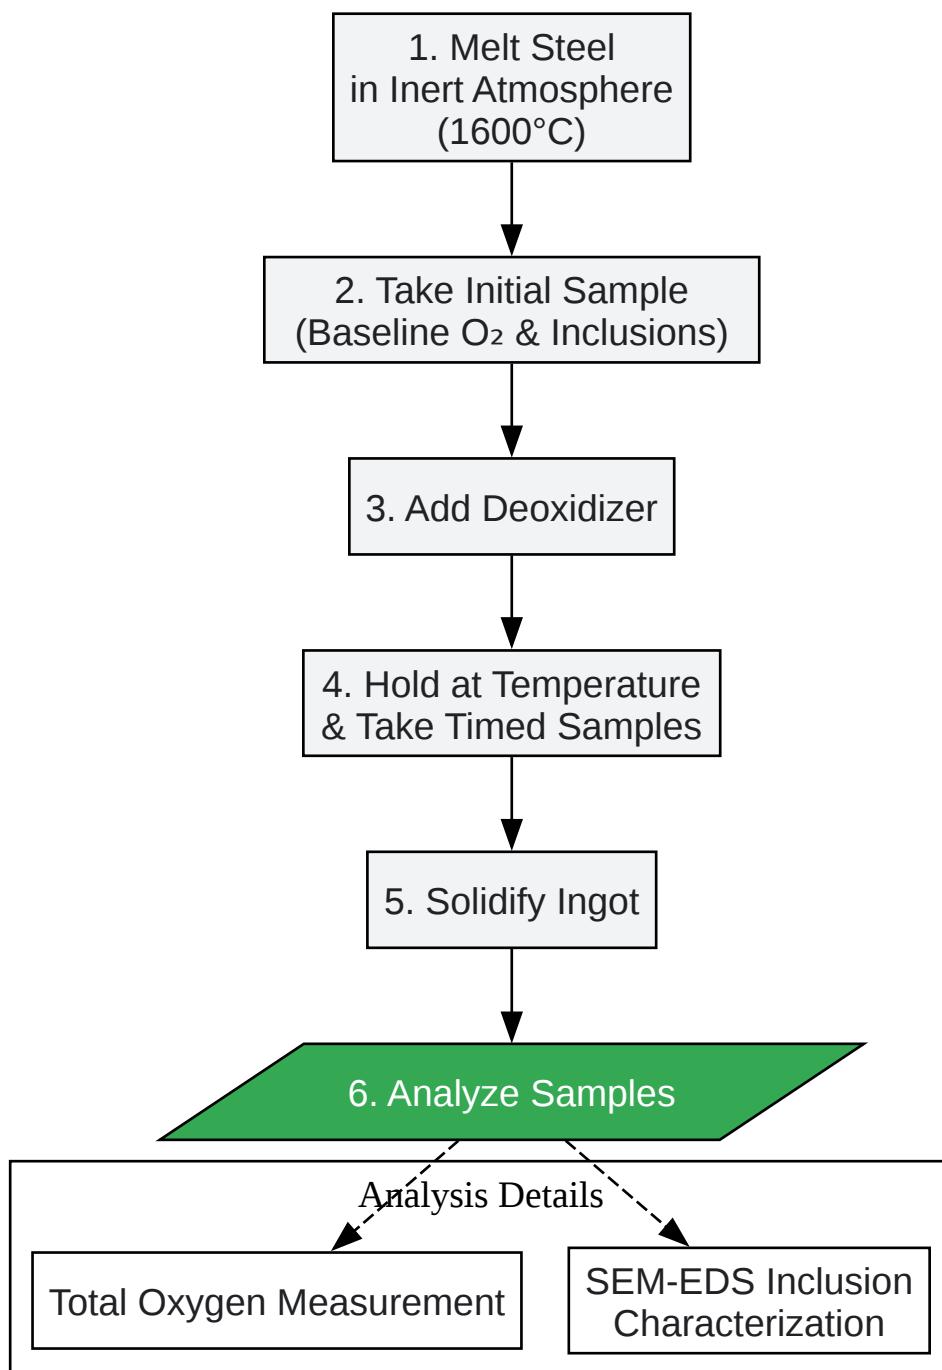 1. Melt Steel
in Inert Atmosphere
(1600°C)
2. Take Initial Sample
(Baseline O₂ & Inclusions)
3. Add Deoxidizer
4. Hold at Temperature
& Take Timed Samples
5. Solidify Ingot
6. Analyze Samples
Analysis Details
Total Oxygen Measurement
SEM-EDS Inclusion
Characterization